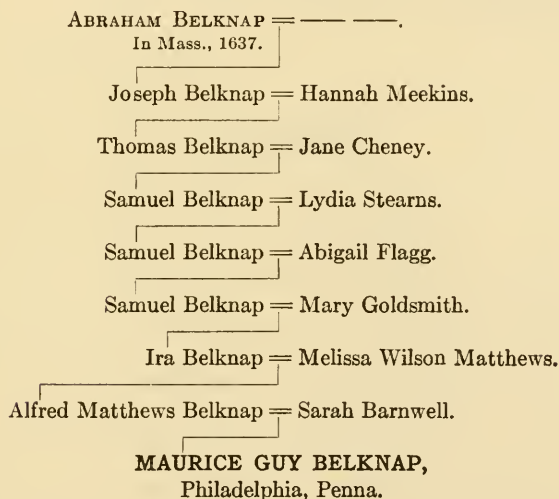 ABRAHAM BELKNAP = — — —.
In Mass., 1637.
Joseph Belknap = Hannah Meekins.
Thomas Belknap = Jane Cheney.
Samuel Belknap = Lydia Stearns.
Samuel Belknap = Abigail Flagg.
Samuel Belknap = Mary Goldsmith.
Ira Belknap = Melissa Wilson Matthews.
Alfred Matthews Belknap = Sarah Barnwell.
MAURICE GUY BELKNAP,
Philadelphia, Penna.